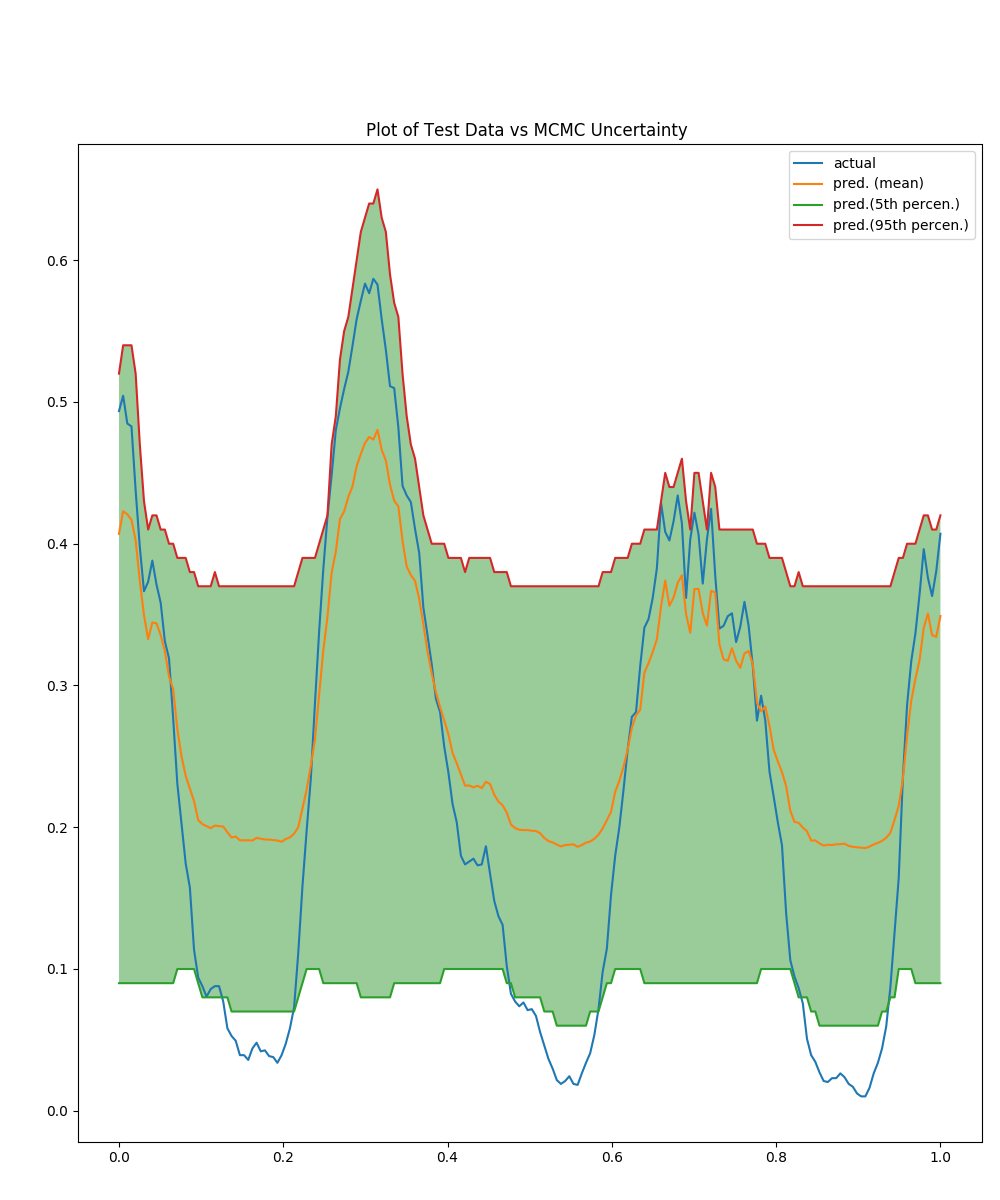 Plot of Test Data vs MCMC Uncertainty
actual
pred. (mean)
pred.(5th percen.)
pred.(95th percen.)
0.6
0.5
0.4
0.3
0.2
0.1
0.0
0.0 0.2 0.4 0.6 0.8 1.0